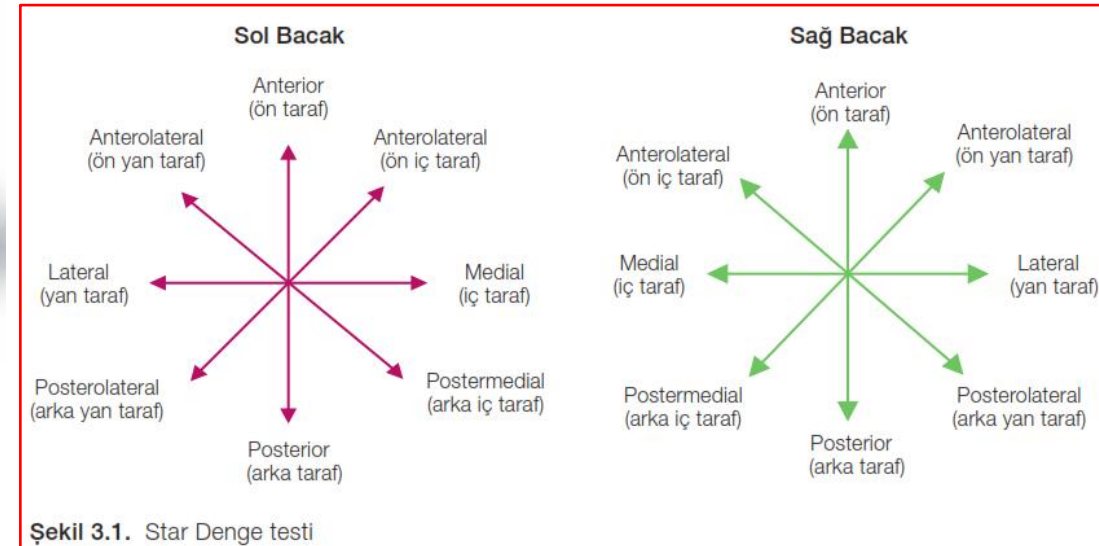 Sol Bacak
Anterior
(ön taraf)
Anterolateral
(ön yan taraf)
Anterolateral
(ön iç taraf)
Lateral
(yan taraf)
Medial
(iç taraf)
Posterolateral
(arka yan taraf)
Postermedial
(arka iç taraf)
Posterior
(arka taraf)
Sağ Bacak
Anterior
(ön taraf)
Anterolateral
(ön iç taraf)
Anterolateral
(ön yan taraf)
Medial
(iç taraf)
Lateral
(yan taraf)
Postermedial
(arka iç taraf)
Posterolateral
(arka yan taraf)
Posterior
(arka taraf)
Şekil 3.1. Star Denge testi